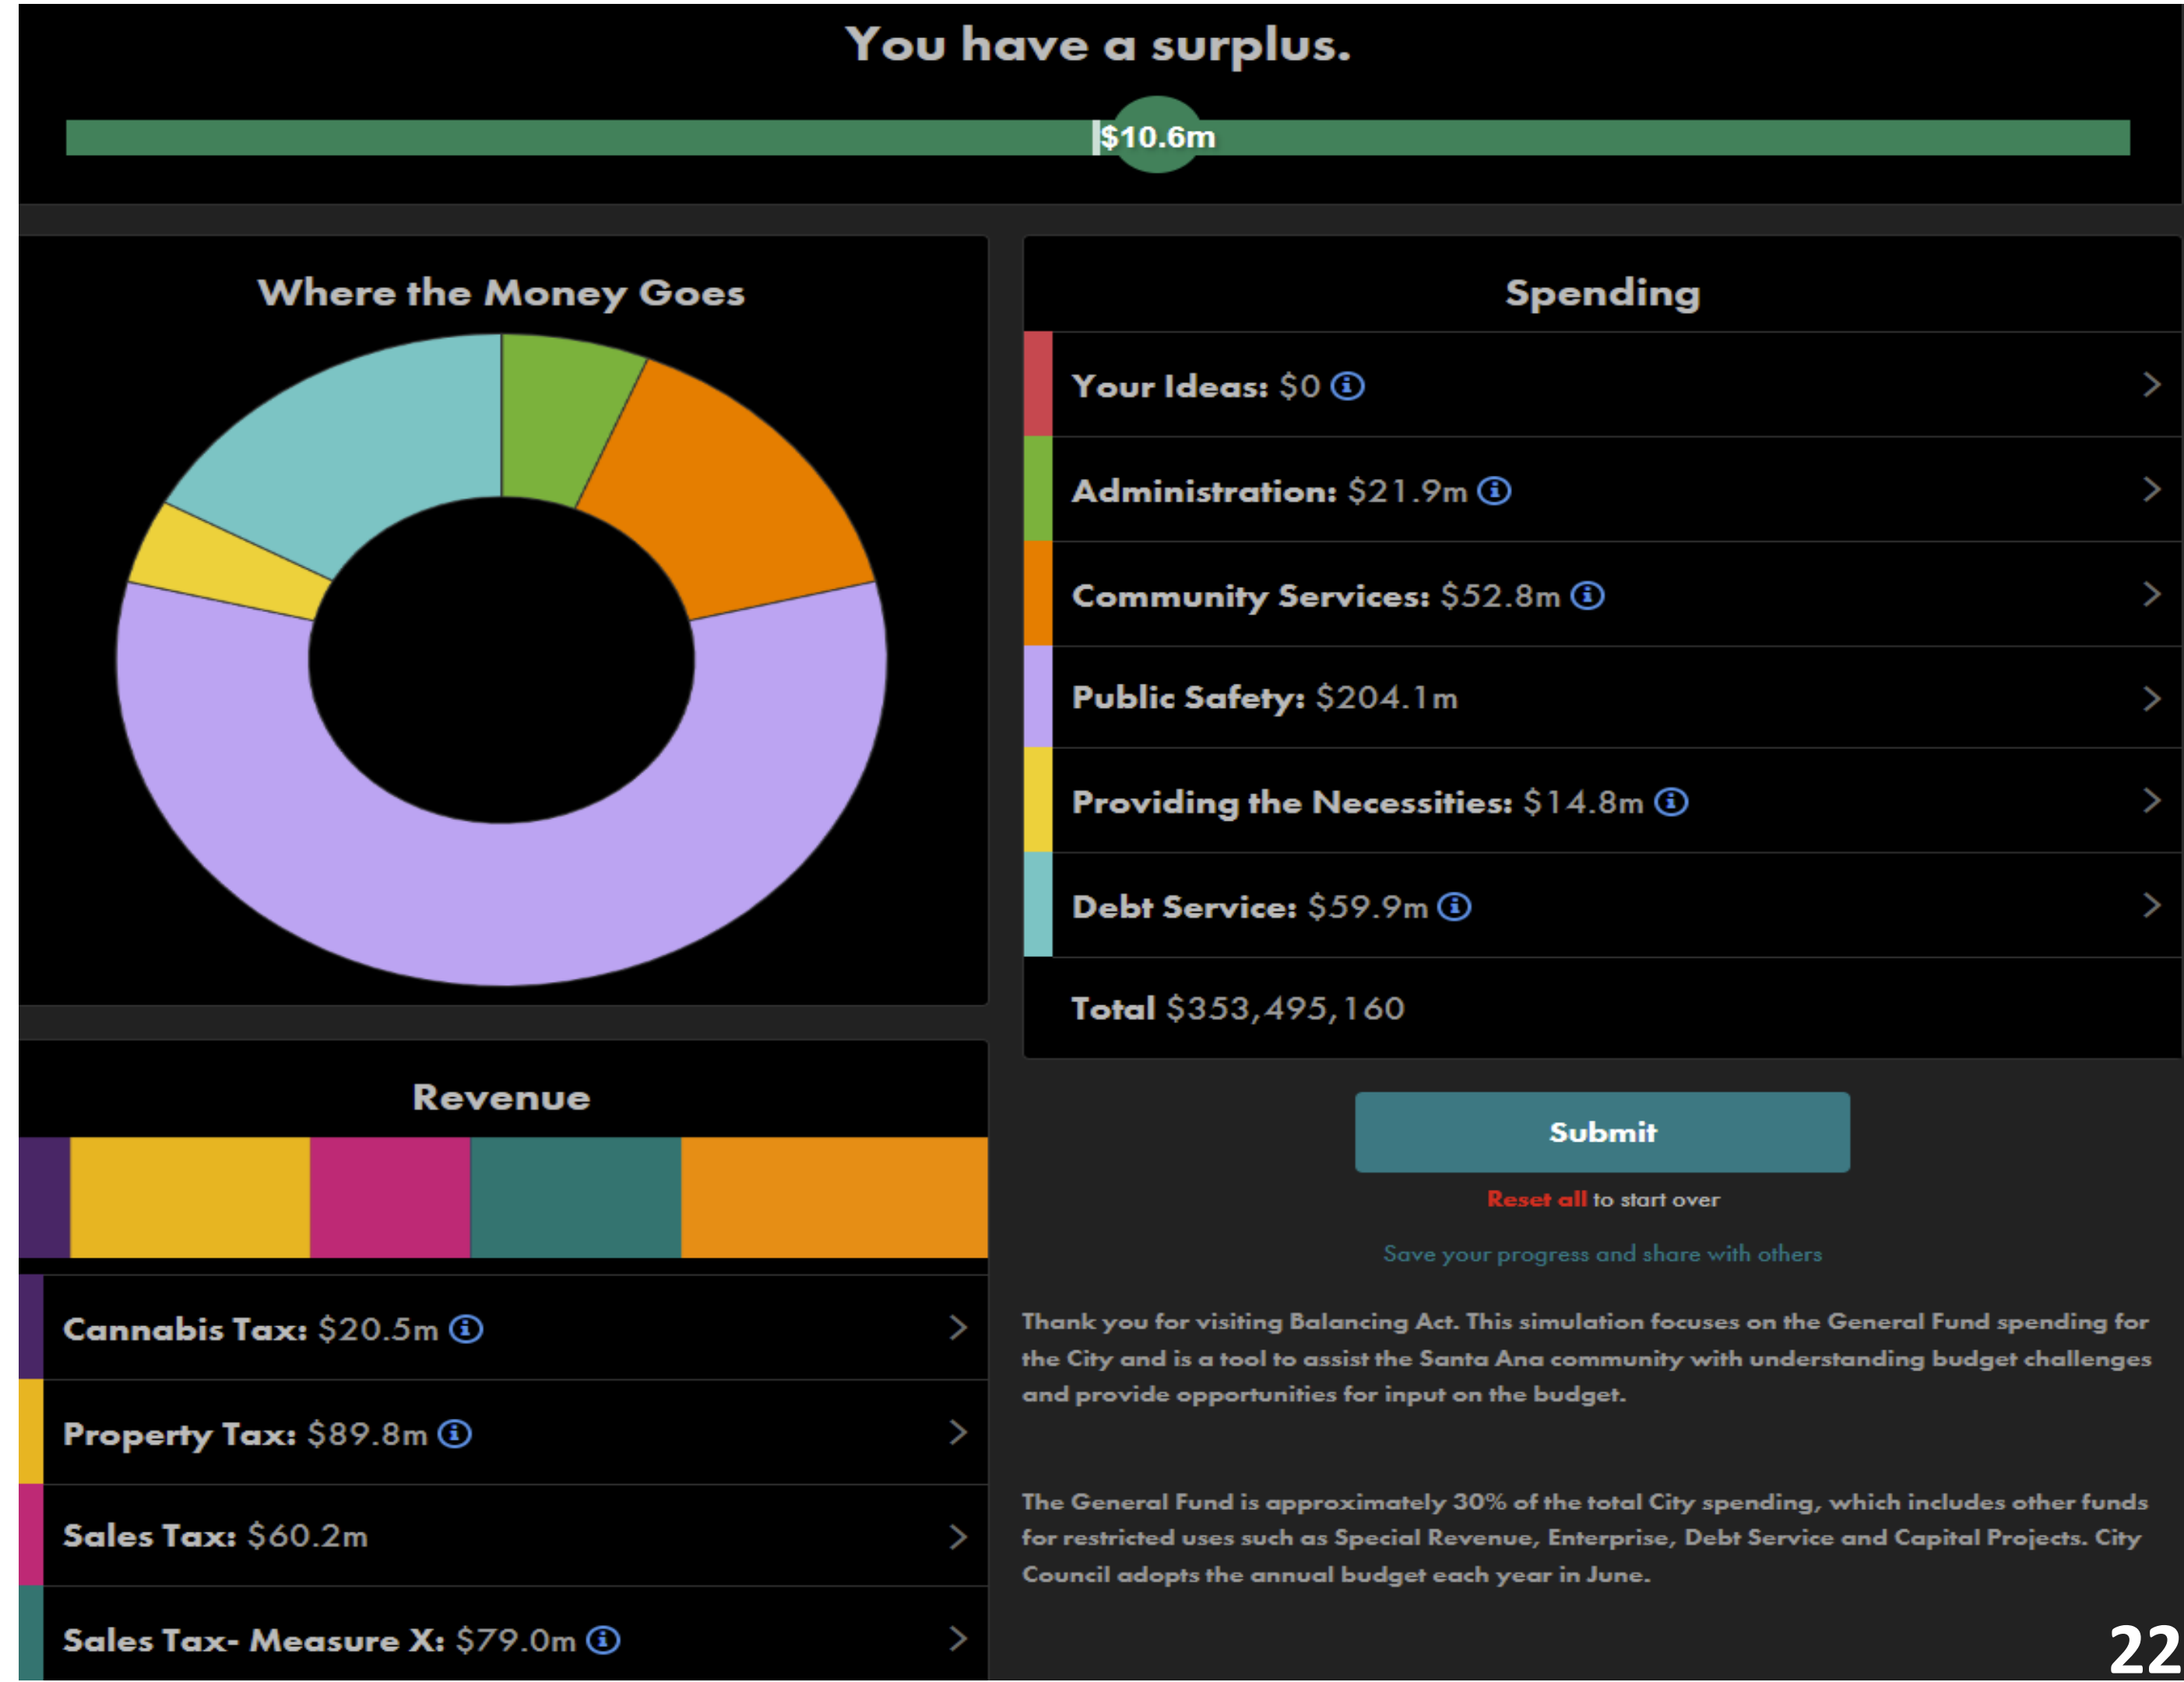 You have a surplus.
$10.6m
Where the Money Goes
Spending
Your Ideas: $0
Administration: $21.9m
Community Services: $52.8m
Public Safety: $204.1m
Providing the Necessities: $14.8m
Debt Service: $59.9m
Total $353,495,160
Revenue
Cannabis Tax: $20.5m
Property Tax: $89.8m
Sales Tax: $60.2m
Sales Tax- Measure X: $79.0m
Submit
Reset all to start over
Save your progress and share with others
Thank you for visiting Balancing Act. This simulation focuses on the General Fund spending for
the City and is a tool to assist the Santa Ana community with understanding budget challenges
and provide opportunities for input on the budget.
The General Fund is approximately 30% of the total City spending, which includes other funds
for restricted uses such as Special Revenue, Enterprise, Debt Service and Capital Projects. City
Council adopts the annual budget each year in June.
22